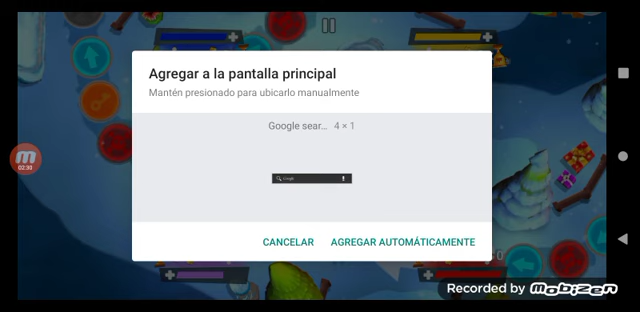 Agregar a la pantalla principal
Mantén presionado para ubicarlo manualmente
Google sear... 4 × 1
Google
CANCELAR AGREGAR AUTOMÁTICAMENTE
02:30
Recorded by Mobizen